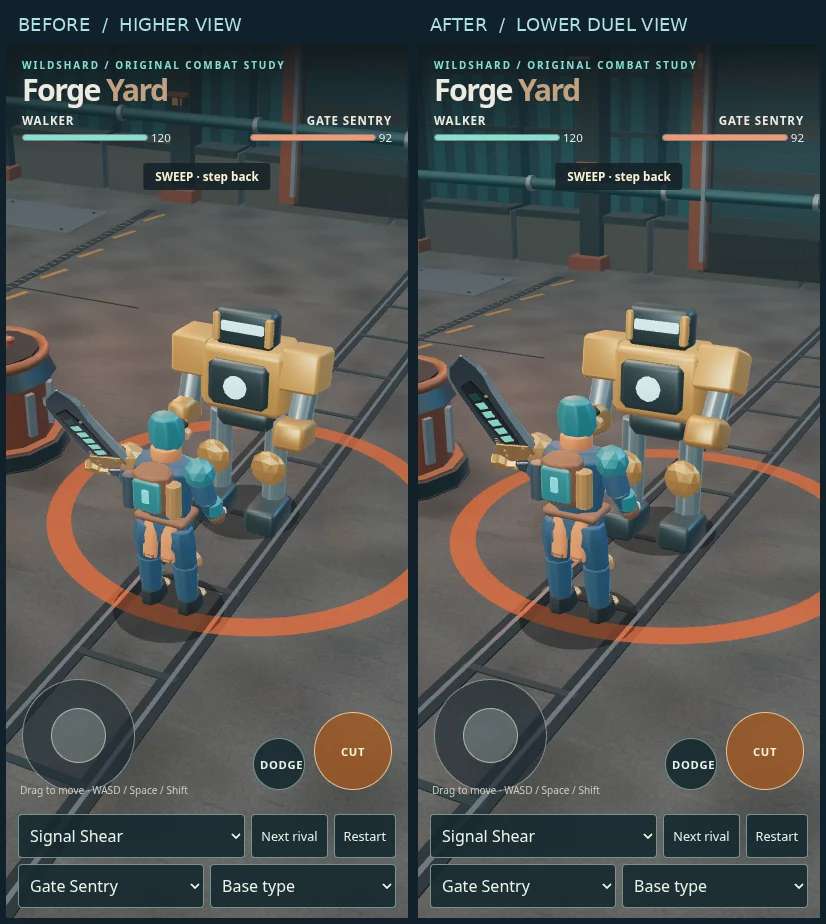 BEFORE / HIGHER VIEW
WILDSHARD / ORIGINAL COMBAT STUDY
Forge Yard
WALKER
GATE SENTRY
120
92
SWEEP · step back
DODGE
CUT
Drag to move · WASD / Space / Shift
Signal Shear
Next rival
Restart
Gate Sentry
Base type
AFTER / LOWER DUEL VIEW
WILDSHARD / ORIGINAL COMBAT STUDY
Forge Yard
WALKER
GATE SENTRY
120
92
SWEEP · step back
DODGE
CUT
Drag to move · WASD / Space / Shift
Signal Shear
Next rival
Restart
Gate Sentry
Base type